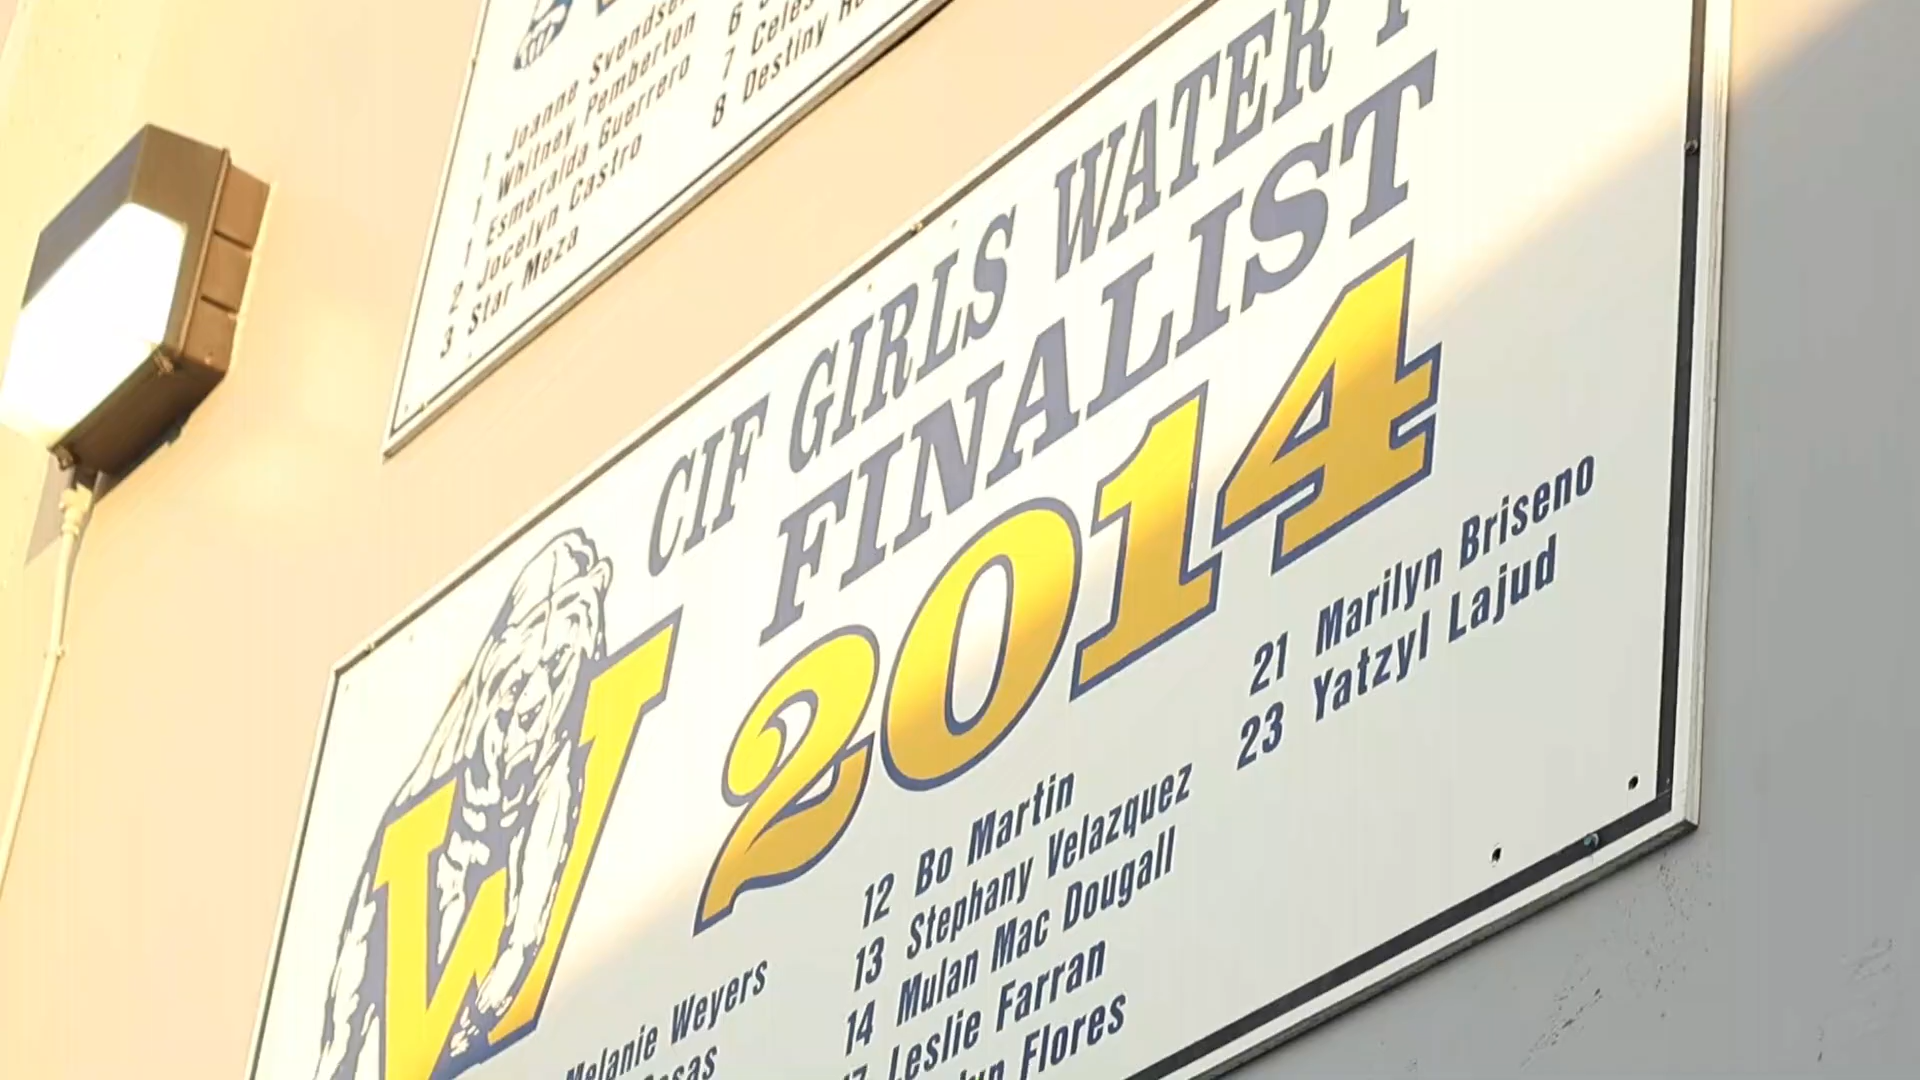 1 Joanne Svendsen
1 Whitney Pemberton
1 Esmeralda Guerrero
2 Jocelyn Castro
3 Star Meza
6
7 Celes
8 Destiny
CIF GIRLS WATER
FINALIST
2014
W
Melanie Weyers
12 Bo Martin
13 Stephany Velazquez
14 Mulan Mac Dougall
Leslie Farran
Flores
21 Marilyn Briseno
23 Yatzyl Lajud